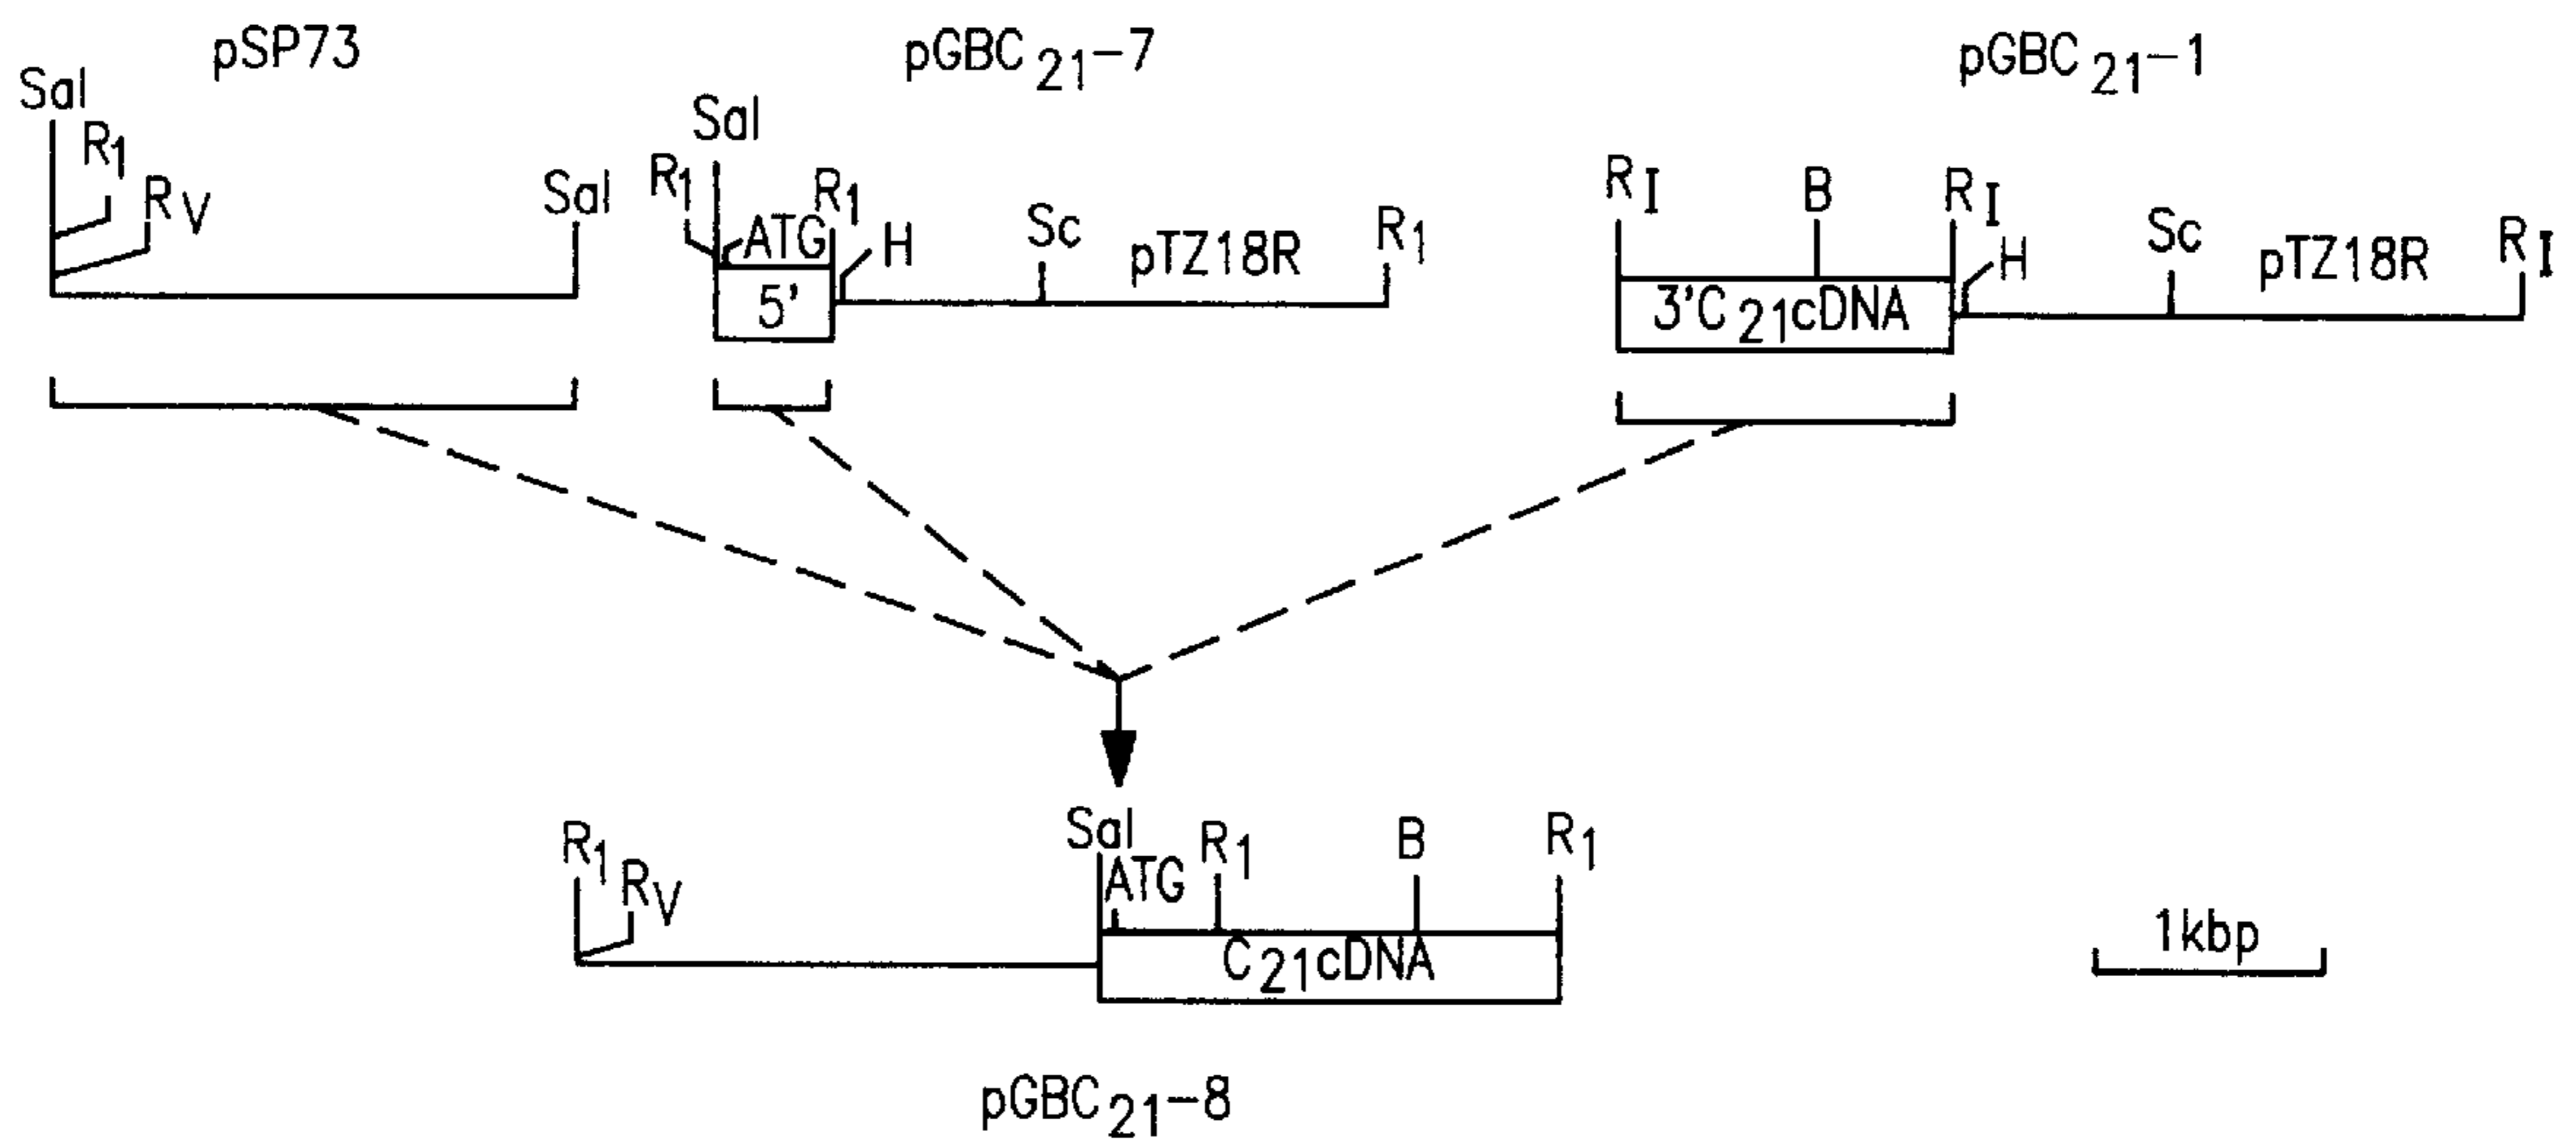 pSP73
pGBC21-7
pGBC21-1
Sal
R1
RV
Sal
Sal
R1
ATG
R1
H
Sc
pTZ18R
R1
5'
RI
B
RI
H
Sc
pTZ18R
RI
3'C21cDNA
R1
RV
Sal
ATG
R1
B
R1
C21cDNA
1kbp
pGBC21-8